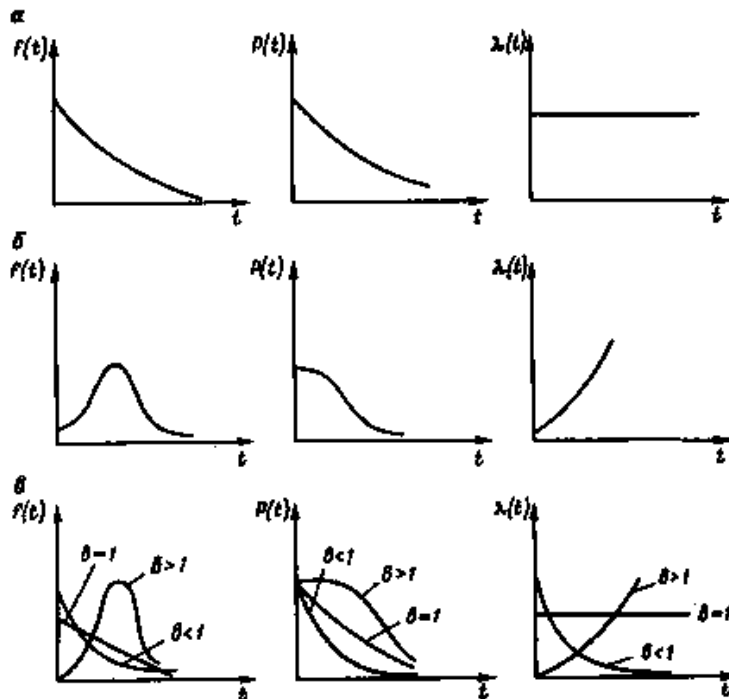 а
f(t) P(t) λ(t)
t t t
б
f(t) P(t) λ(t)
t t t
в
f(t) P(t) λ(t)
в=1 в>1 в<1
в<1 в>1 в=1
в>1 в=1 в<1
t t t